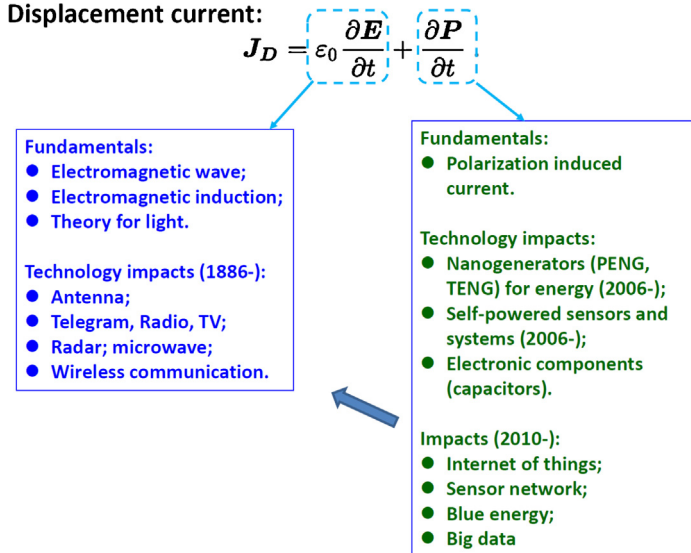 Displacement current:
J_D = ε₀ ∂E/∂t + ∂P/∂t
Fundamentals:
● Electromagnetic wave;
● Electromagnetic induction;
● Theory for light.
Technology impacts (1886-):
● Antenna;
● Telegram, Radio, TV;
● Radar; microwave;
● Wireless communication.
Fundamentals:
● Polarization induced
current.
Technology impacts:
● Nanogenerators (PENG,
TENG) for energy (2006-);
● Self-powered sensors and
systems (2006-);
● Electronic components
(capacitors).
Impacts (2010-):
● Internet of things;
● Sensor network;
● Blue energy;
● Big data